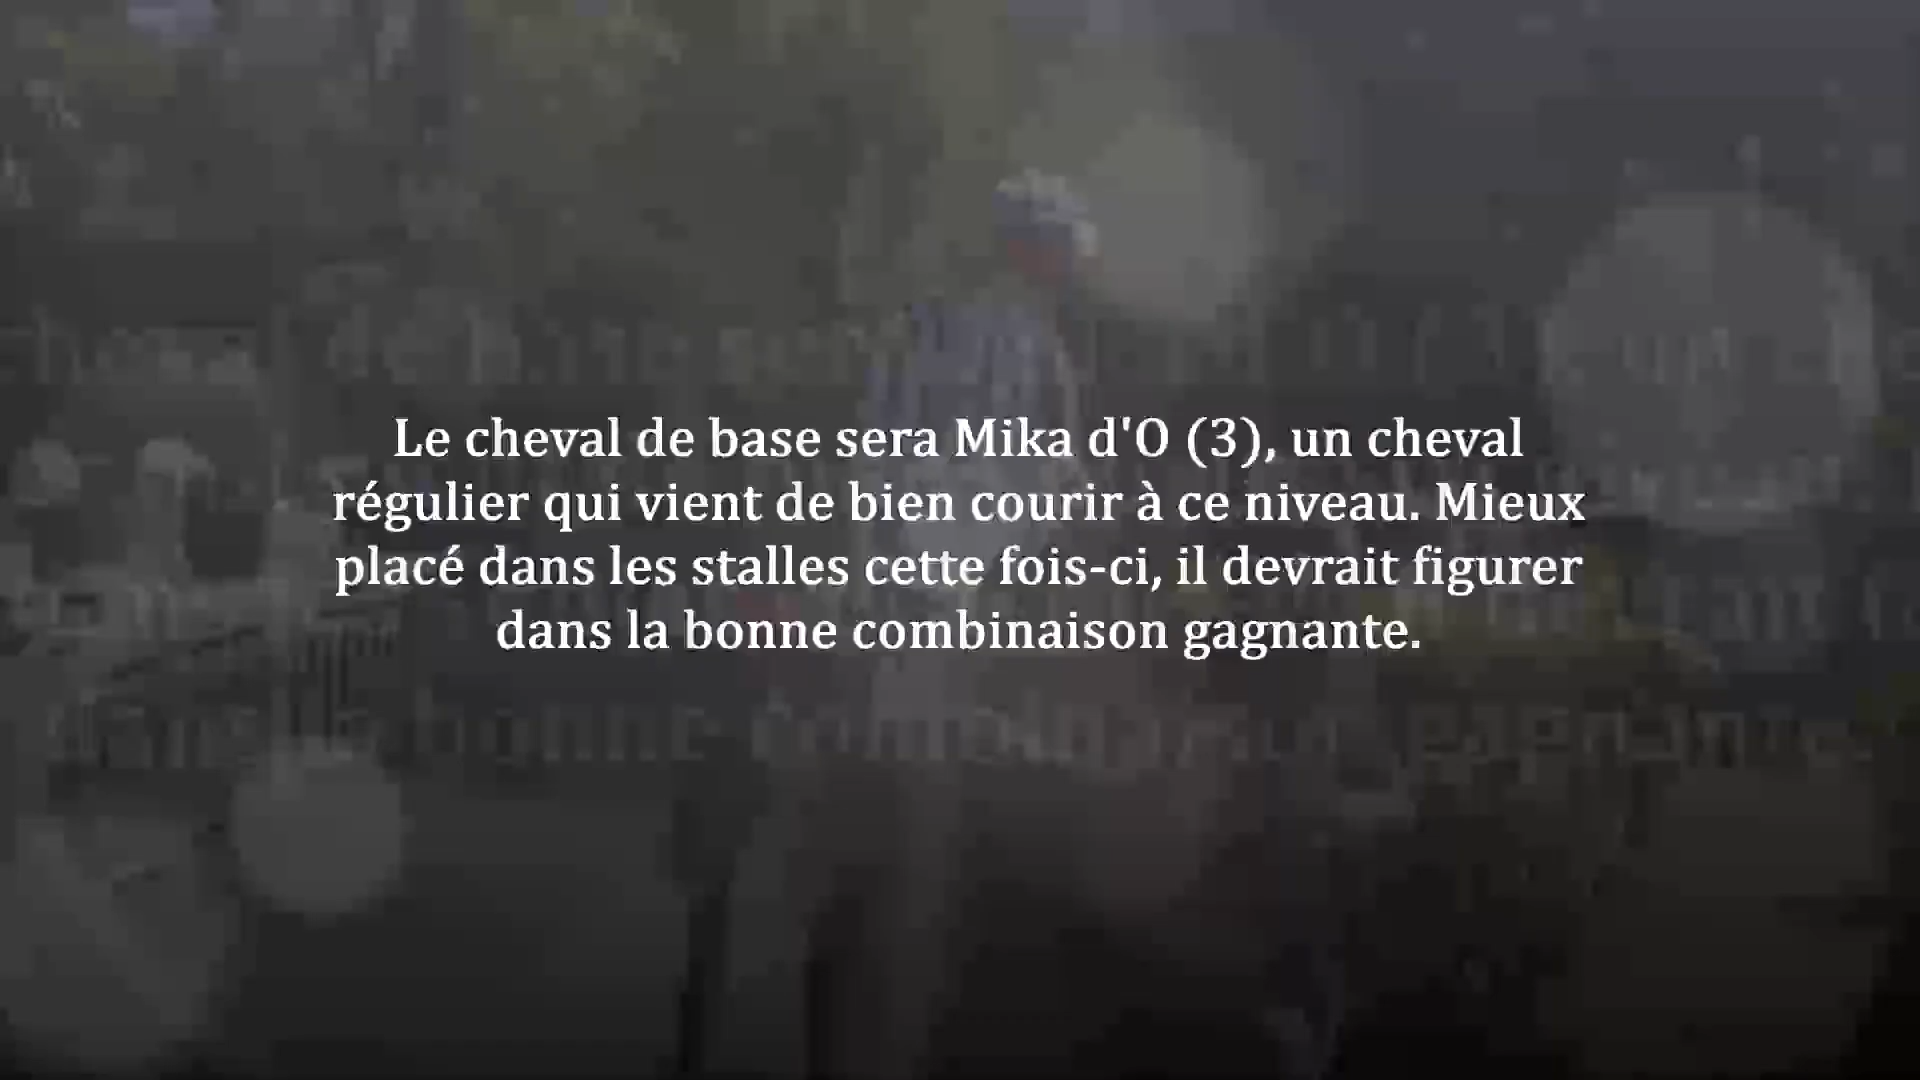 Le cheval de base sera Mika d'O (3), un cheval
régulier qui vient de bien courir à ce niveau. Mieux
placé dans les stalles cette fois-ci, il devrait figurer
dans la bonne combinaison gagnante.